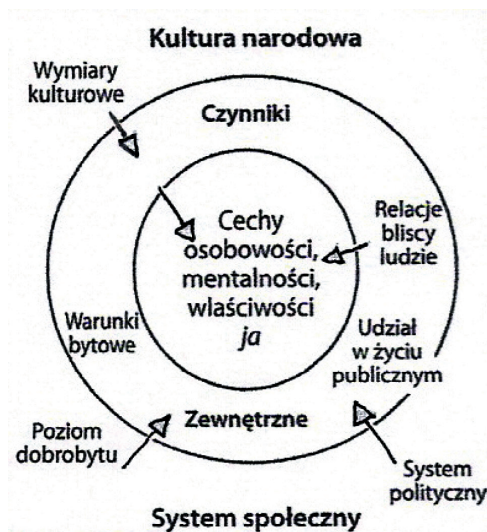 Kultura narodowa
Wymiary
kulturowe
Czynniki
Cechy
osobowości,
mentalności,
właściwości
ja
Relacje
bliscy
ludzie
Warunki
bytowe
Udział
w życiu
publicznym
Zewnętrzne
Poziom
dobrobytu
System
polityczny
System społeczny